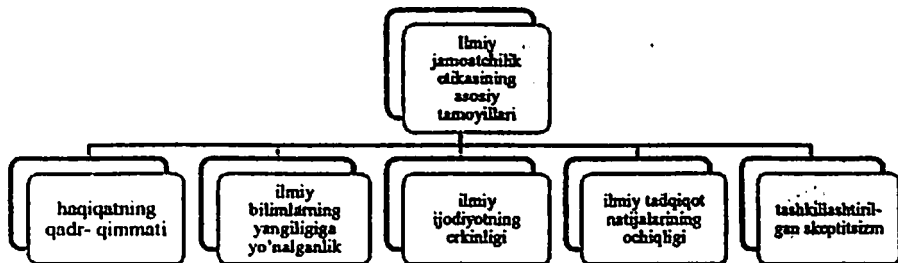 Ilmiy
jamoatchilik
etikasining
asosiy
tamoyillari
haqiqatning
qadr- qimmati
ilmiy
bilimlarning
yangiligiga
yo'nalganlik
ilmiy
ijodiyotning
erkinligi
ilmiy tadqiqot
natijalarining
ochiqligi
tashkillashtiril-
gan skeptitsizm